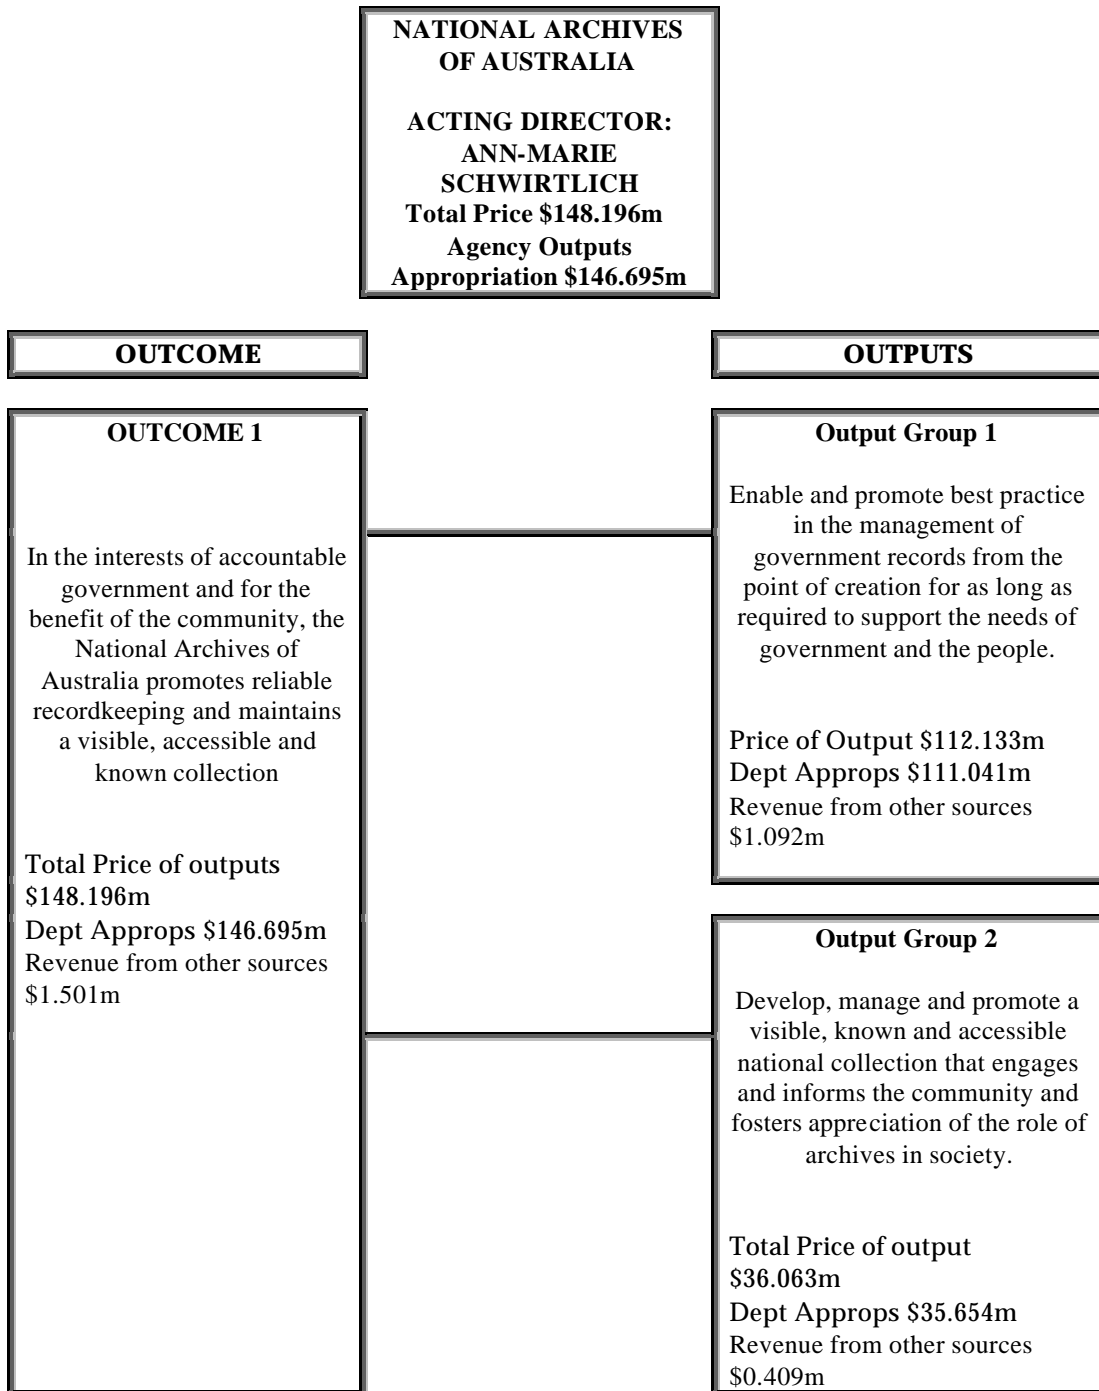 NATIONAL ARCHIVES
OF AUSTRALIA
ACTING DIRECTOR:
ANN-MARIE
SCHWIRTLICH
Total Price $148.196m
Agency Outputs
Appropriation $146.695m
OUTCOME
OUTPUTS
OUTCOME 1
In the interests of accountable
government and for the
benefit of the community, the
National Archives of
Australia promotes reliable
recordkeeping and maintains
a visible, accessible and
known collection
Total Price of outputs
$148.196m
Dept Approps $146.695m
Revenue from other sources
$1.501m
Output Group 1
Enable and promote best practice
in the management of
government records from the
point of creation for as long as
required to support the needs of
government and the people.
Price of Output $112.133m
Dept Approps $111.041m
Revenue from other sources
$1.092m
Output Group 2
Develop, manage and promote a
visible, known and accessible
national collection that engages
and informs the community and
fosters appreciation of the role of
archives in society.
Total Price of output
$36.063m
Dept Approps $35.654m
Revenue from other sources
$0.409m